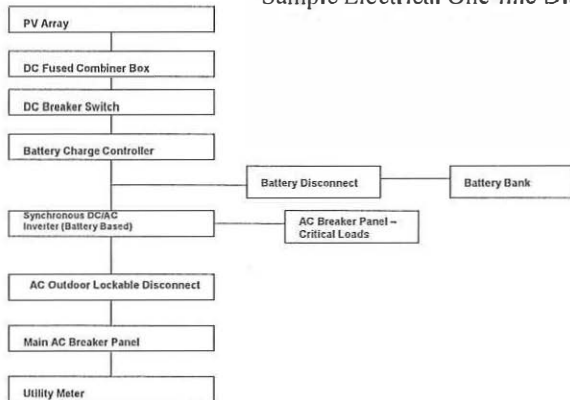 Sample Electrical One-line
PV Array
DC Fused Combiner Box
DC Breaker Switch
Battery Charge Controller
Battery Disconnect
Battery Bank
Synchronous DC/AC
Inverter (Battery Based)
AC Breaker Panel –
Critical Loads
AC Outdoor Lockable Disconnect
Main AC Breaker Panel
Utility Meter